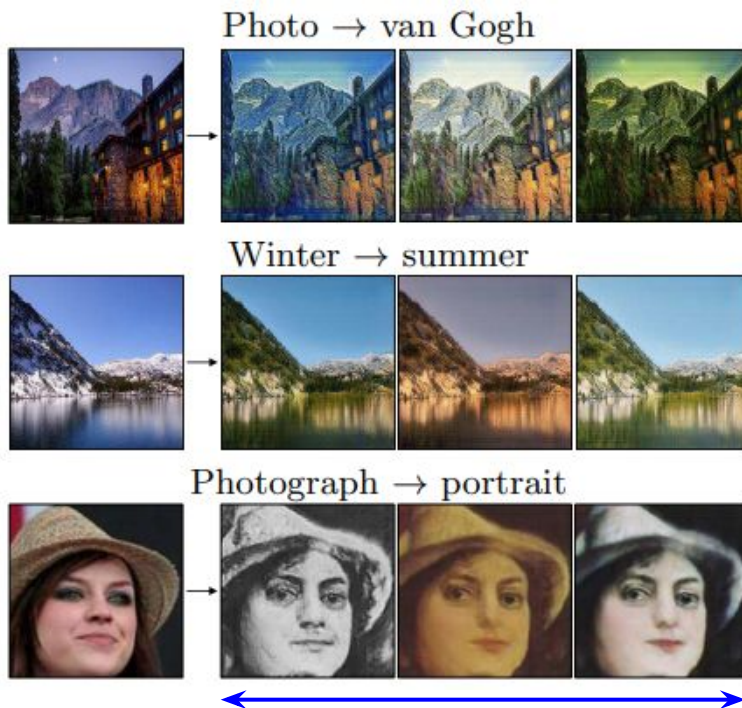 Photo → van Gogh
Winter → summer
Photograph → portrait